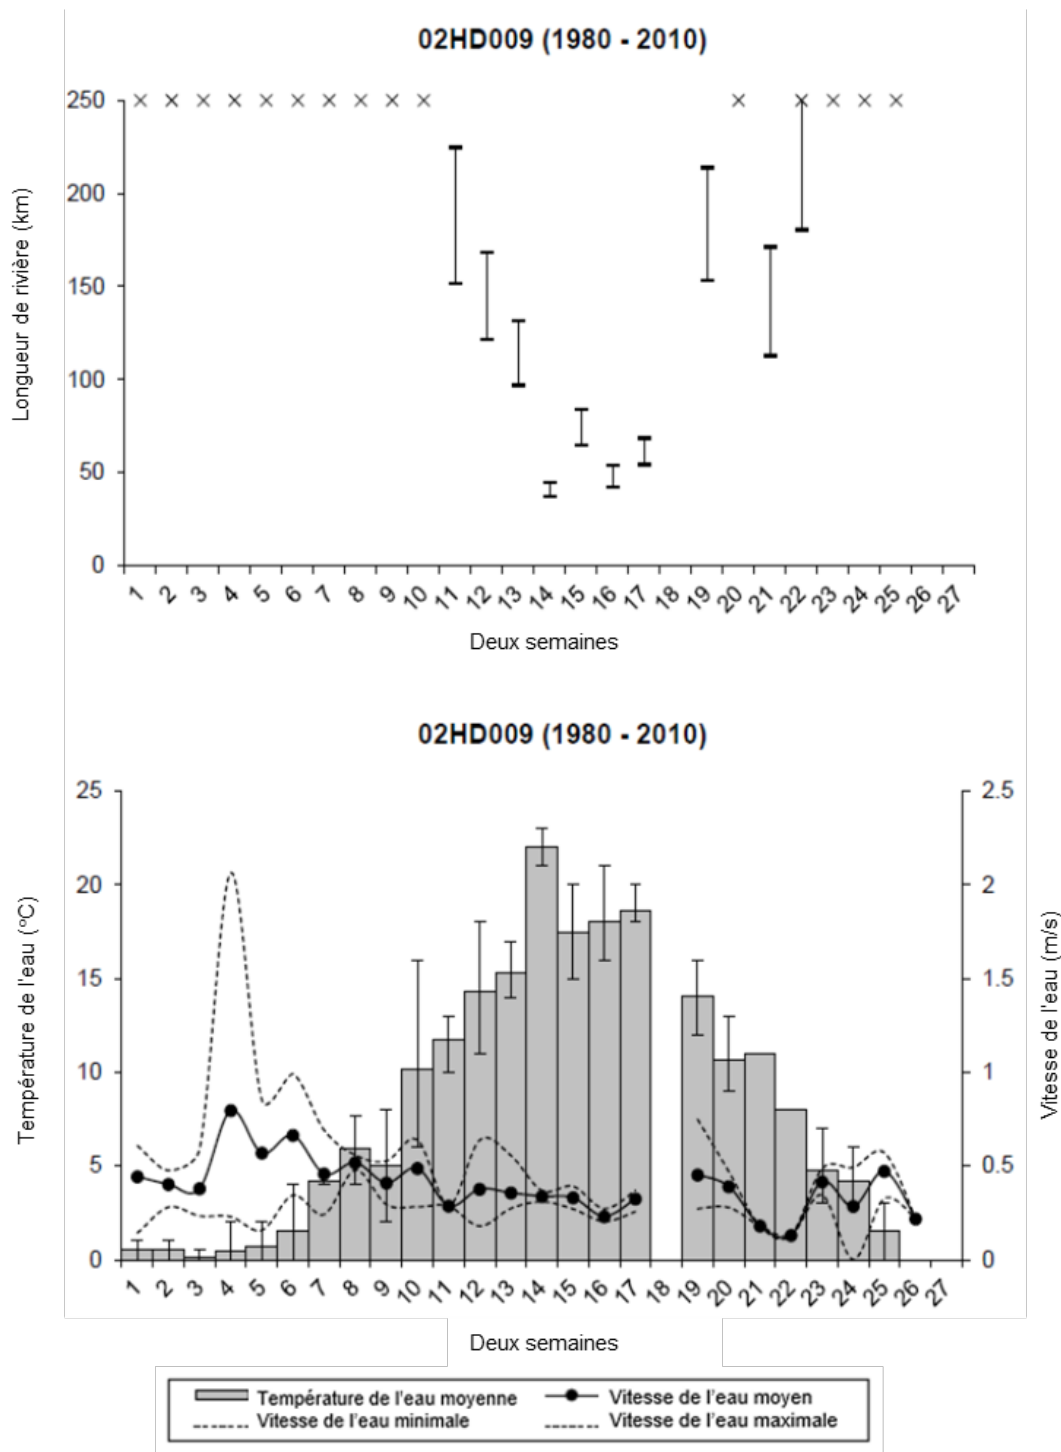 02HD009 (1980 - 2010)
250
200
150
100
50
0
Longueur de rivière (km)
1 2 3 4 5 6 7 8 9 10 11 12 13 14 15 16 17 18 19 20 21 22 23 24 25 26 27
Deux semaines
02HD009 (1980 - 2010)
25
20
15
10
5
0
Température de l'eau (°C)
2.5
2
1.5
1
0.5
0
Vitesse de l'eau (m/s)
1 2 3 4 5 6 7 8 9 10 11 12 13 14 15 16 17 18 19 20 21 22 23 24 25 26 27
Deux semaines
Température de l'eau moyenne
Vitesse de l'eau moyen
Vitesse de l'eau minimale
Vitesse de l'eau maximale